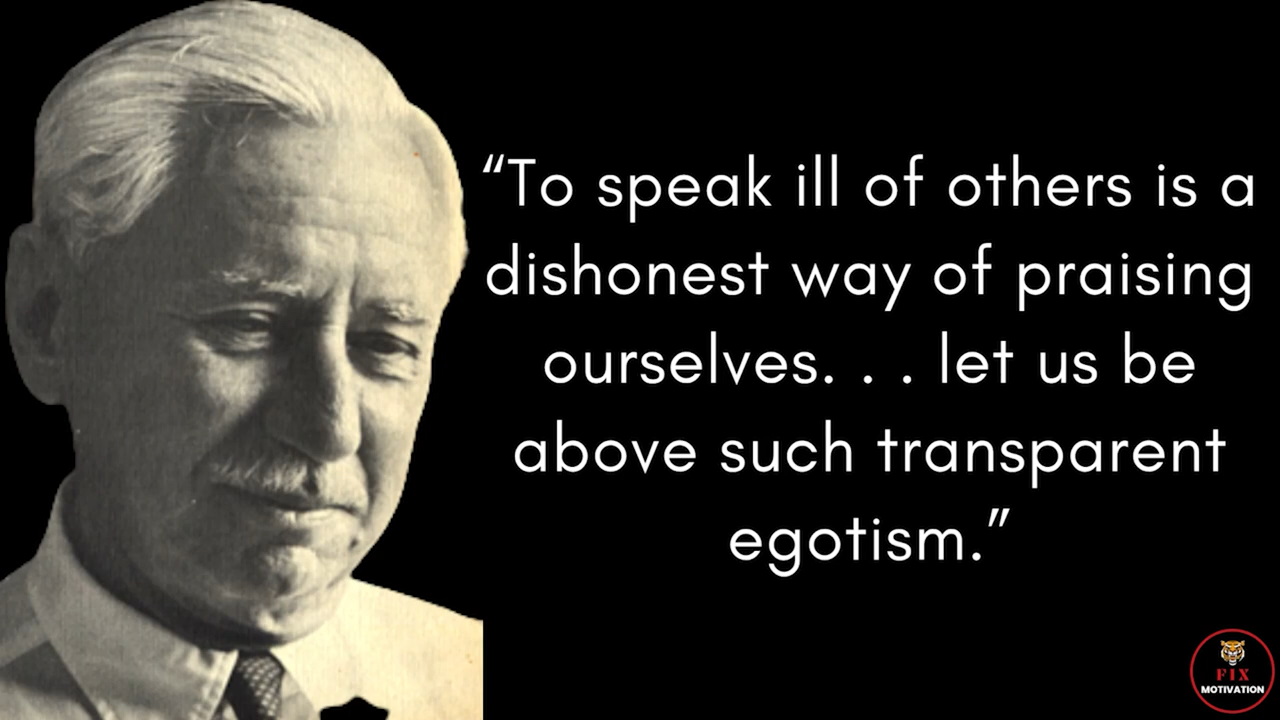 “To speak ill of others is a
dishonest way of praising
ourselves. . . let us be
above such transparent
egotism.”
FIX
MOTIVATION